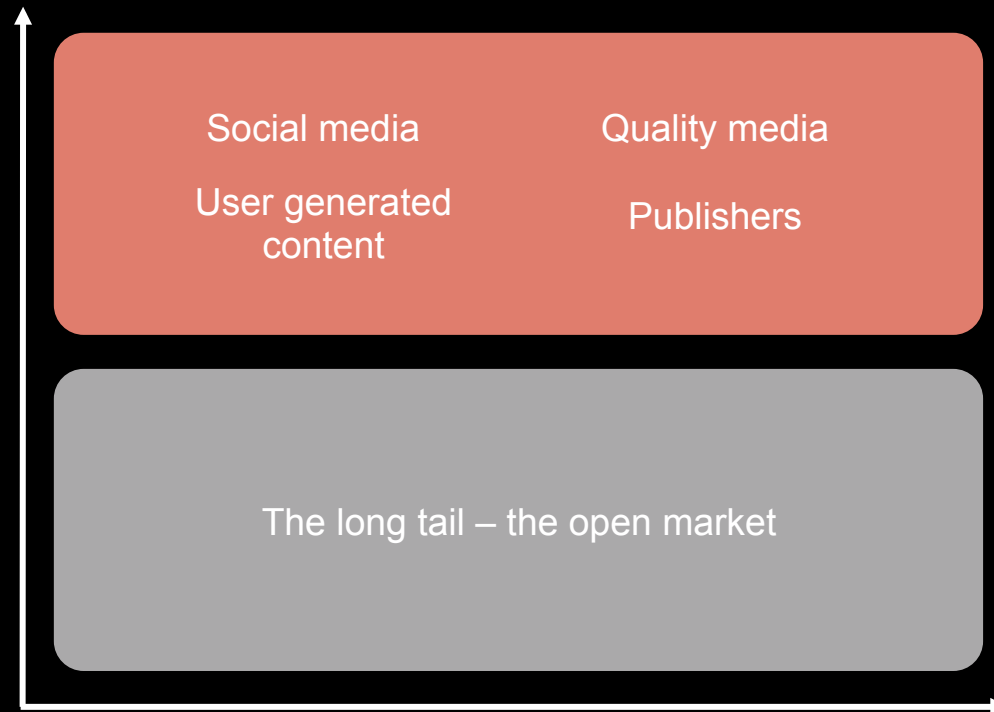 Social media
Quality media
User generated
content
Publishers
The long tail – the open market